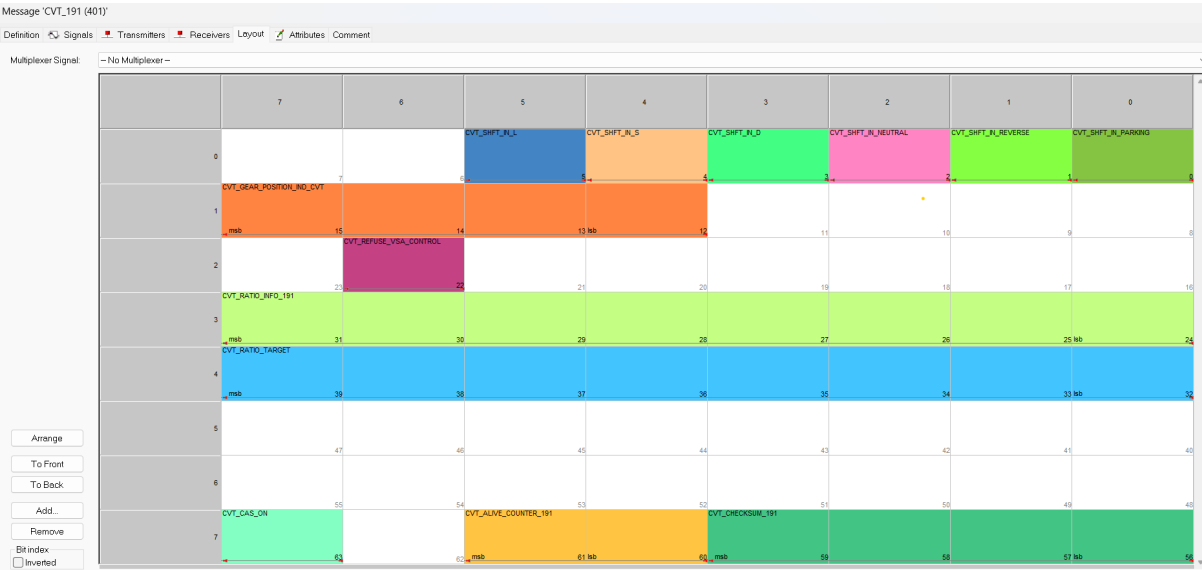 Message 'CVT_191 (401)'
Definition Signals Transmitters Receivers Layout Attributes Comment
Multiplexer Signal: -- No Multiplexer --
7 6 5 4 3 2 1 0
CVT_SHFT_IN_L CVT_SHFT_IN_S CVT_SHFT_IN_D CVT_SHFT_IN_NEUTRAL CVT_SHFT_IN_REVERSE CVT_SHFT_IN_PARKING
0
7 6 5 4 3 2 1 0
CVT_GEAR_POSITION_IND_CVT
1
msb 15 14 13 lsb 12 11 10 9 8
CVT_REFUSE_VSA_CONTROL
2
23 22 21 20 19 18 17 16
CVT_RATIO_INFO_191
3
msb 31 30 29 28 27 26 25 lsb 24
CVT_RATIO_TARGET
4
msb 39 38 37 36 35 34 33 lsb 32
5
47 46 45 44 43 42 41 40
6
55 54 53 52 51 50 49 48
CVT_CAS_ON CVT_ALIVE_COUNTER_191 CVT_CHECKSUM_191
7
63 62 msb 61 lsb 60 msb 59 58 57 lsb 56
Arrange
To Front
To Back
Add...
Remove
Bit index
Inverted